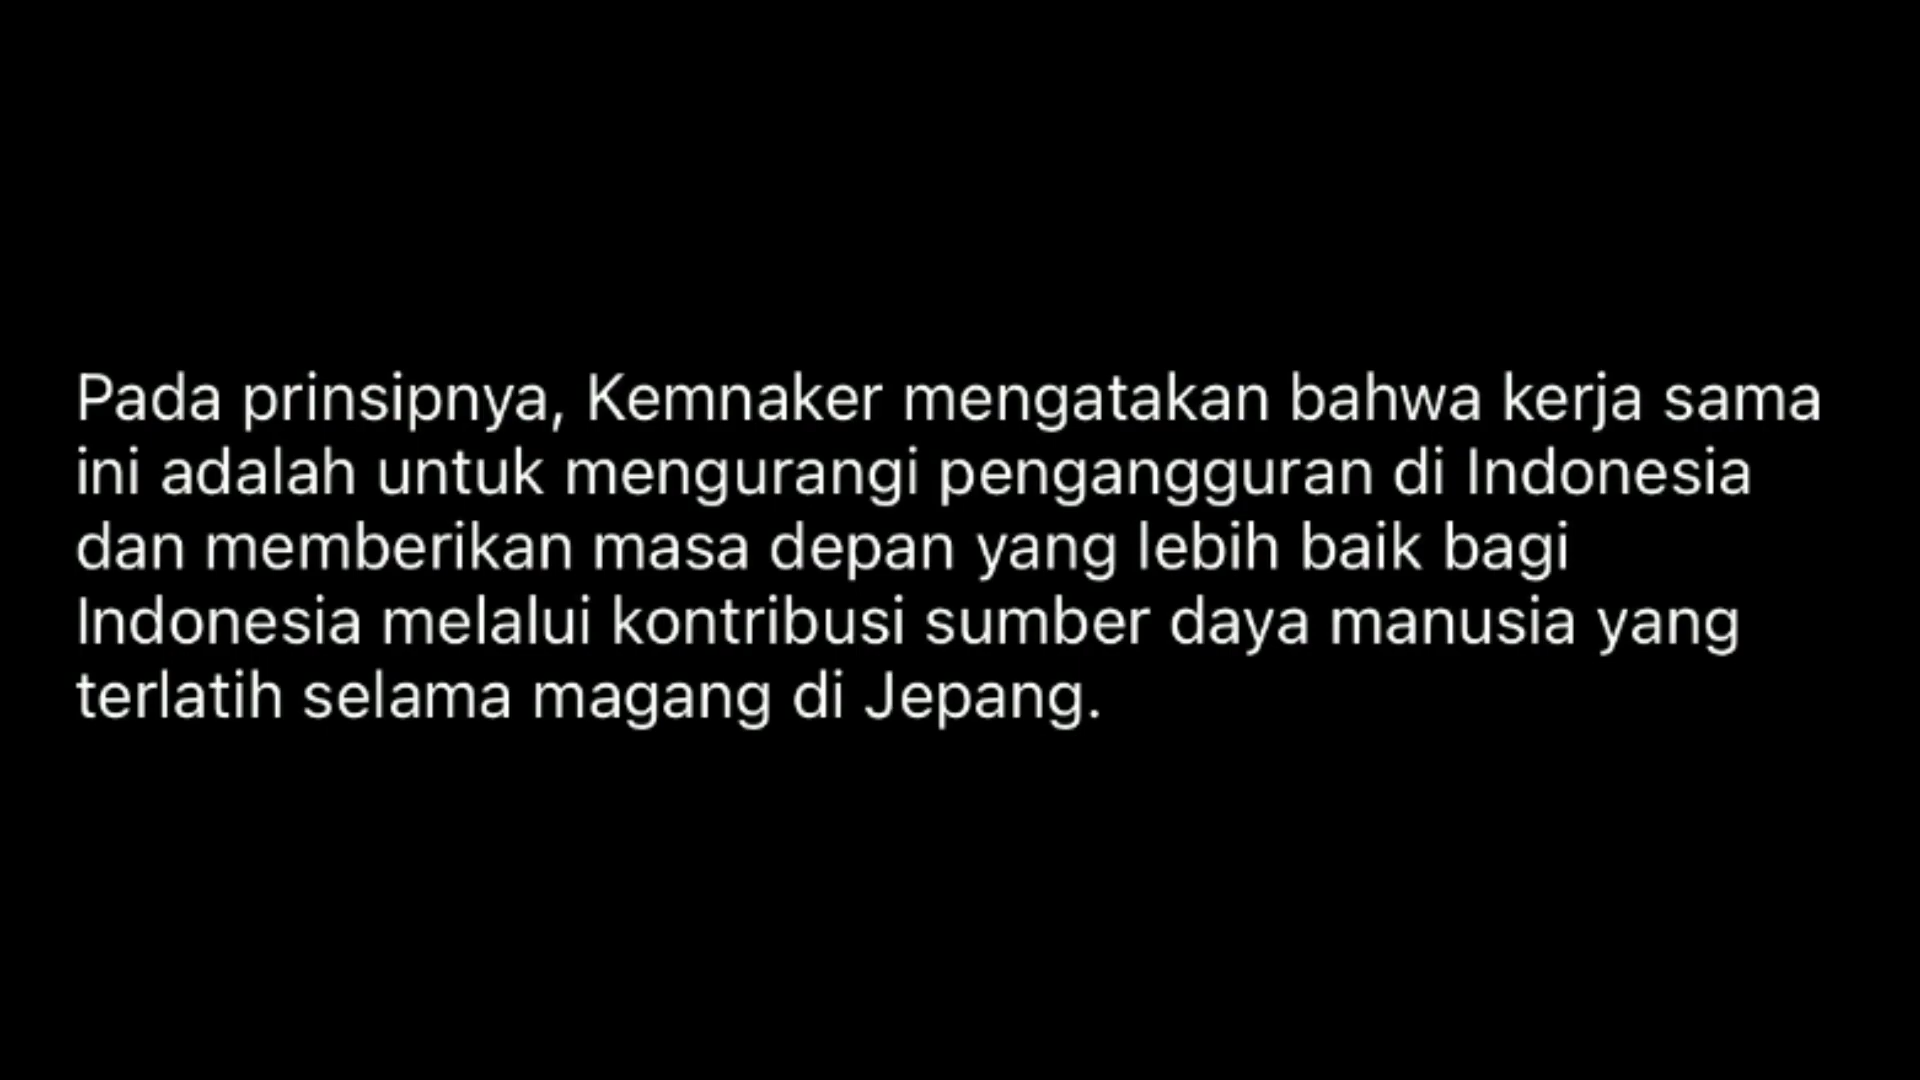 Pada prinsipnya, Kemnaker mengatakan bahwa kerja sama
ini adalah untuk mengurangi pengangguran di Indonesia
dan memberikan masa depan yang lebih baik bagi
Indonesia melalui kontribusi sumber daya manusia yang
terlatih selama magang di Jepang.